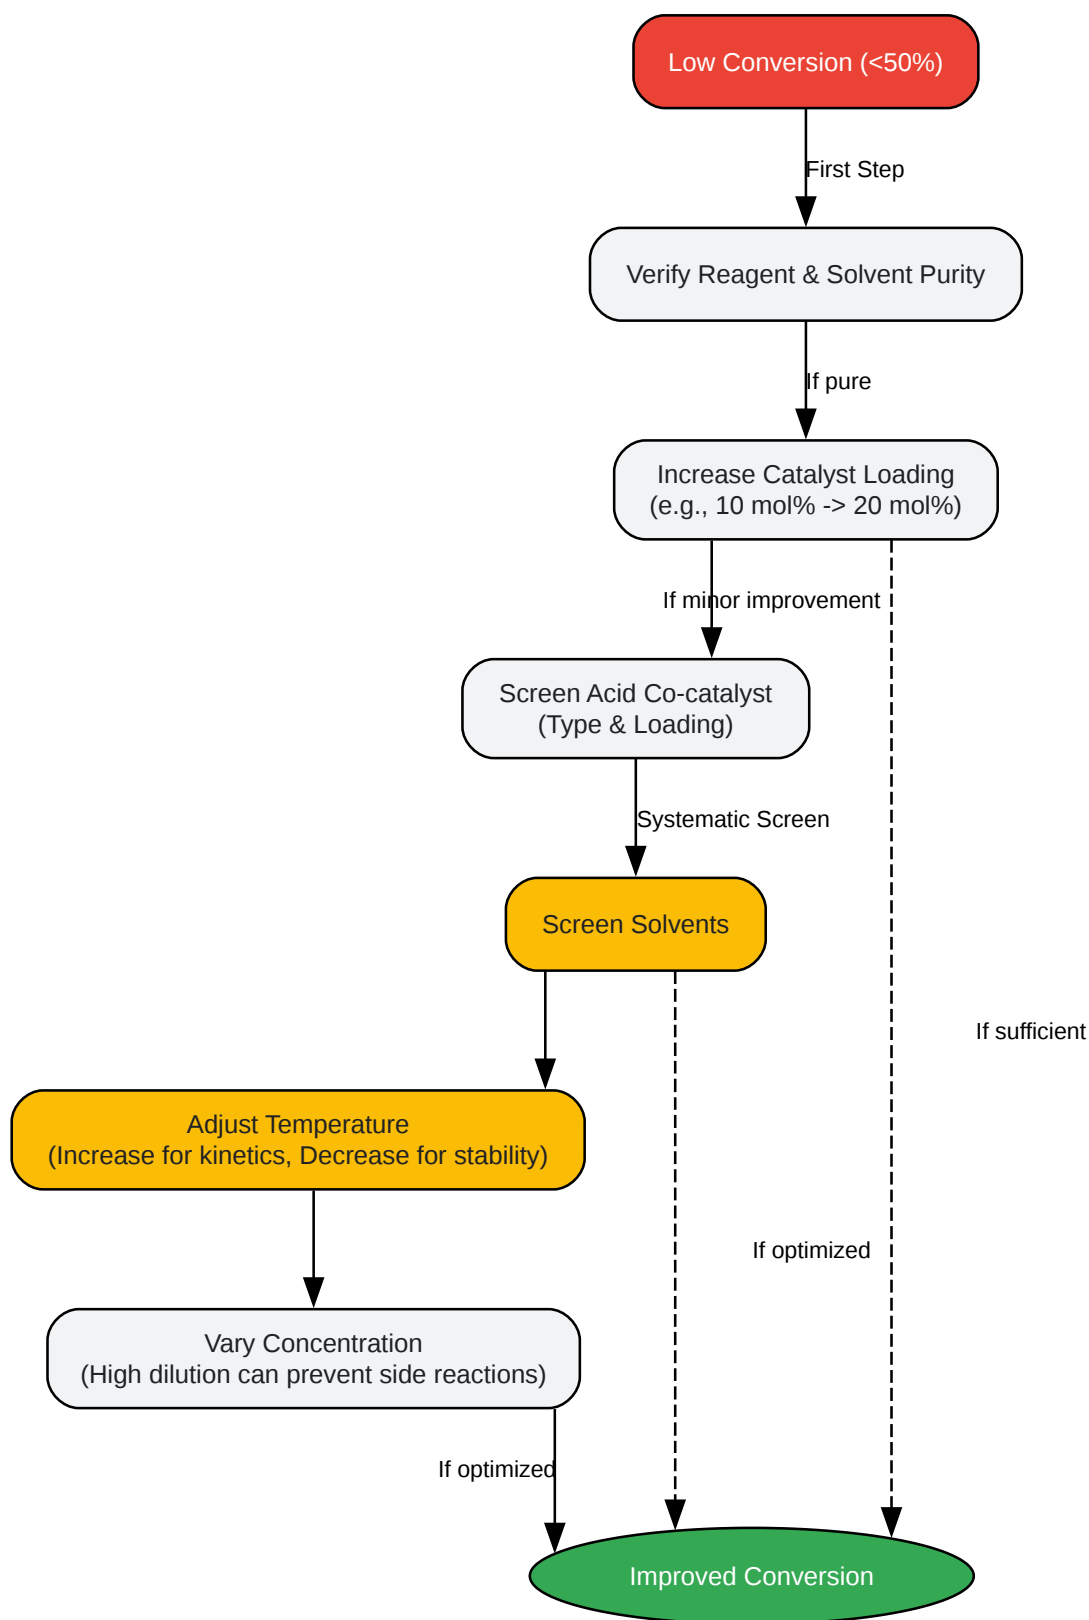 Low Conversion (<50%)
First Step
Verify Reagent & Solvent Purity
If pure
Increase Catalyst Loading
(e.g., 10 mol% -> 20 mol%)
If minor improvement
Screen Acid Co-catalyst
(Type & Loading)
Systematic Screen
Screen Solvents
If sufficient
Adjust Temperature
(Increase for kinetics, Decrease for stability)
If optimized
Vary Concentration
(High dilution can prevent side reactions)
If optimized
Improved Conversion